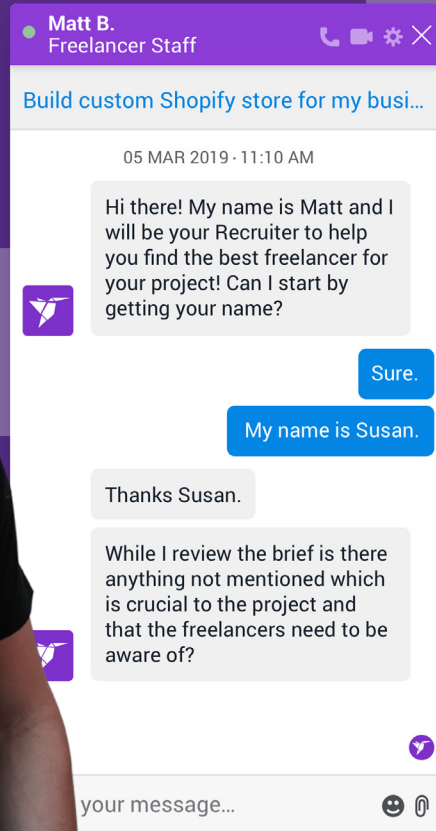 Matt B.
Freelancer Staff
Build custom Shopify store for my busi...
05 MAR 2019 · 11:10 AM
Hi there! My name is Matt and I
will be your Recruiter to help
you find the best freelancer for
your project! Can I start by
getting your name?
Sure.
My name is Susan.
Thanks Susan.
While I review the brief is there
anything not mentioned which
is crucial to the project and
that the freelancers need to be
aware of?
your message...